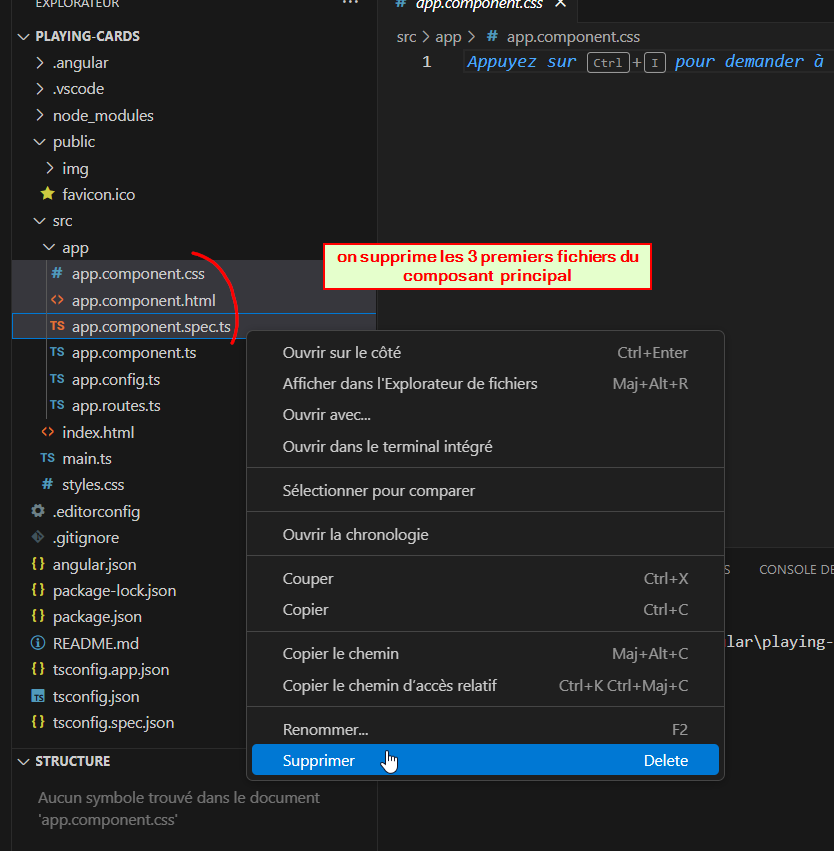 EXPLORATEUR
PLAYING-CARDS
.angular
.vscode
node_modules
public
img
favicon.ico
src
app
# app.component.css
<> app.component.html
TS app.component.spec.ts
TS app.component.ts
TS app.config.ts
TS app.routes.ts
<> index.html
TS main.ts
# styles.css
.editorconfig
.gitignore
{} angular.json
{} package-lock.json
{} package.json
README.md
{} tsconfig.app.json
TS tsconfig.json
{} tsconfig.spec.json
STRUCTURE
Aucun symbole trouvé dans le document
'app.component.css'
# app.component.css
src > app > # app.component.css
1 Appuyez sur Ctrl + I pour demander à
on supprime les 3 premiers fichiers du
composant principal
Ouvrir sur le côté Ctrl+Enter
Afficher dans l'Explorateur de fichiers Maj+Alt+R
Ouvrir avec...
Ouvrir dans le terminal intégré
Sélectionner pour comparer
Ouvrir la chronologie
Couper Ctrl+X
Copier Ctrl+C
Copier le chemin Maj+Alt+C
Copier le chemin d'accès relatif Ctrl+K Ctrl+Maj+C
Renommer... F2
Supprimer Delete
S CONSOLE DE
lar\playing-